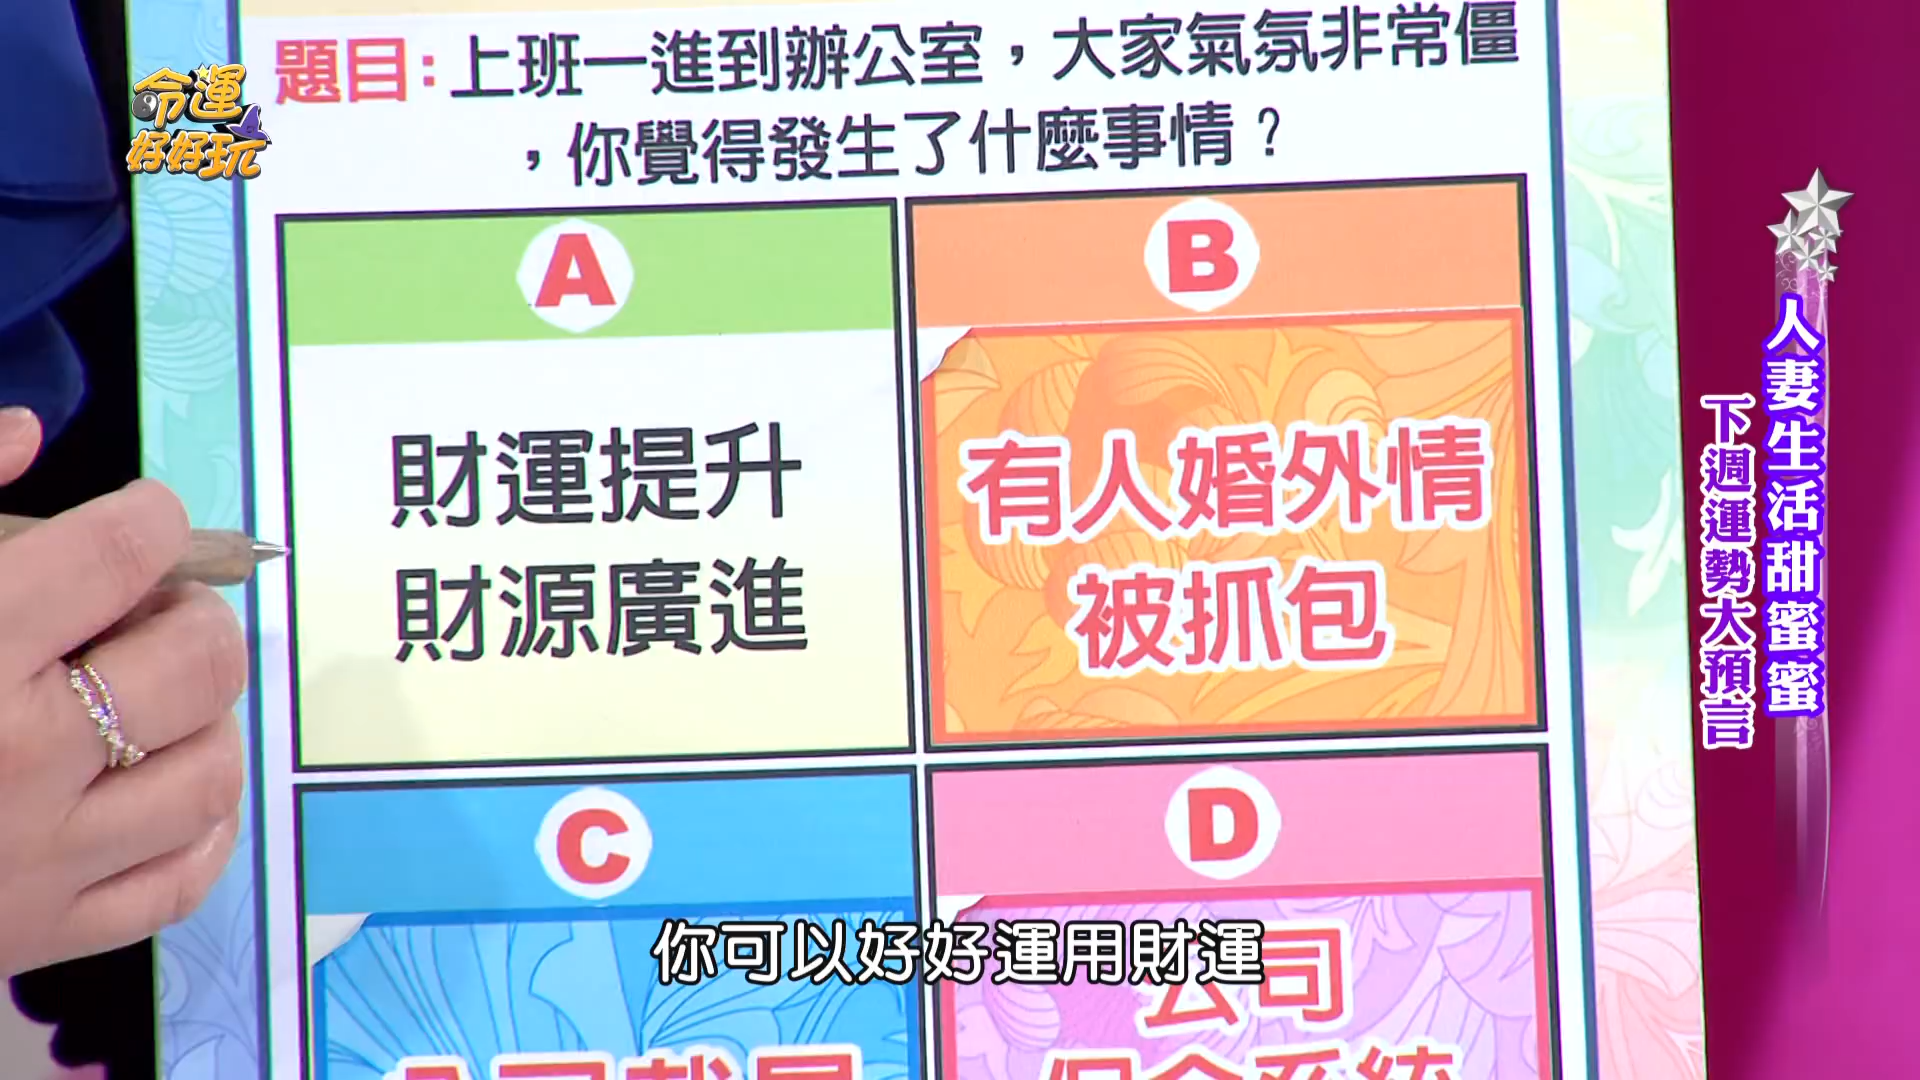 命運
好好玩
題目:上班一進到辦公室,大家氣氛非常僵
,你覺得發生了什麼事情?
A
財運提升
財源廣進
B
有人婚外情
被抓包
C
D
公司
你可以好好運用財運
人妻生活甜蜜蜜
下週運勢大預言